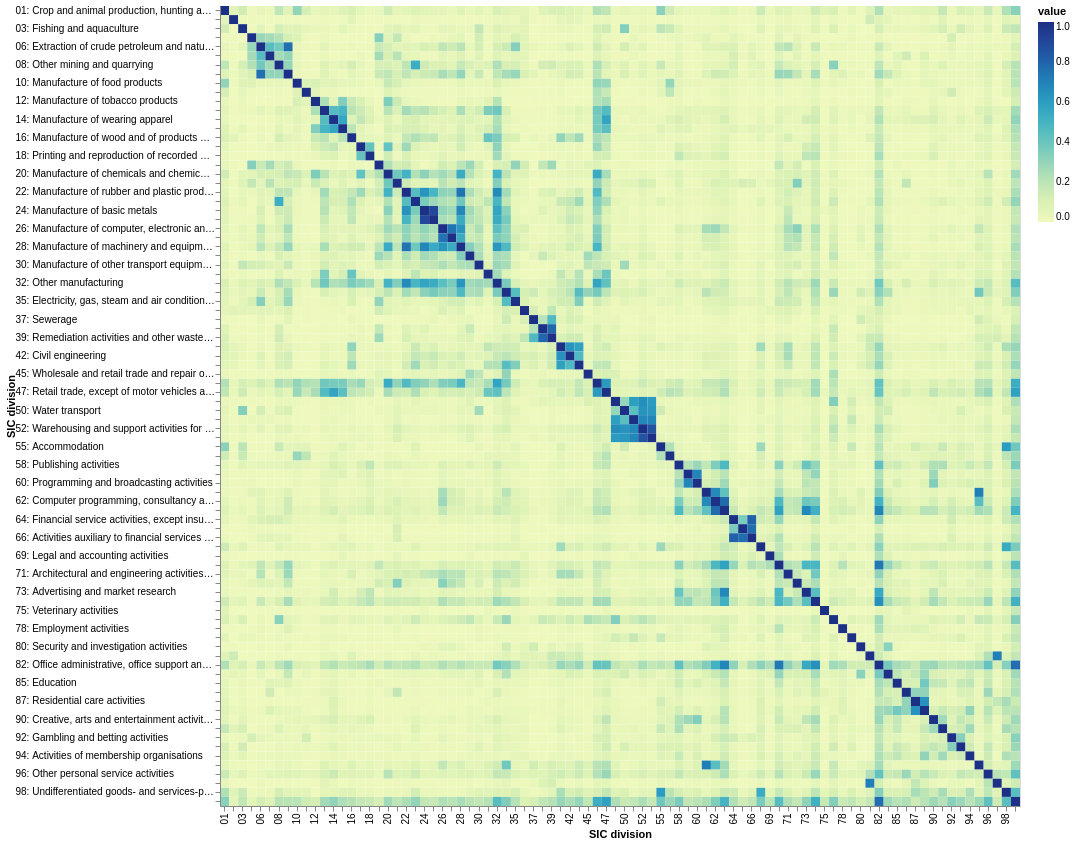 01: Crop and animal production, hunting a…
03: Fishing and aquaculture
06: Extraction of crude petroleum and natu…
08: Other mining and quarrying
10: Manufacture of food products
12: Manufacture of tobacco products
14: Manufacture of wearing apparel
16: Manufacture of wood and of products …
18: Printing and reproduction of recorded …
20: Manufacture of chemicals and chemic…
22: Manufacture of rubber and plastic prod…
24: Manufacture of basic metals
26: Manufacture of computer, electronic an…
28: Manufacture of machinery and equipm…
30: Manufacture of other transport equipm…
32: Other manufacturing
35: Electricity, gas, steam and air condition…
37: Sewerage
39: Remediation activities and other waste…
42: Civil engineering
45: Wholesale and retail trade and repair o…
47: Retail trade, except of motor vehicles a…
50: Water transport
52: Warehousing and support activities for …
55: Accommodation
58: Publishing activities
60: Programming and broadcasting activities
62: Computer programming, consultancy a…
64: Financial service activities, except insu…
66: Activities auxiliary to financial services …
69: Legal and accounting activities
71: Architectural and engineering activities…
73: Advertising and market research
75: Veterinary activities
78: Employment activities
80: Security and investigation activities
82: Office administrative, office support an…
85: Education
87: Residential care activities
90: Creative, arts and entertainment activit…
92: Gambling and betting activities
94: Activities of membership organisations
96: Other personal service activities
98: Undifferentiated goods- and services-p…
SIC division
01 03 06 08 10 12 14 16 18 20 22 24 26 28 30 32 35 37 39 42 45 47 50 52 55 58 60 62 64 66 69 71 73 75 78 80 82 85 87 90 92 94 96 98
SIC division
value
1.0
0.8
0.6
0.4
0.2
0.0